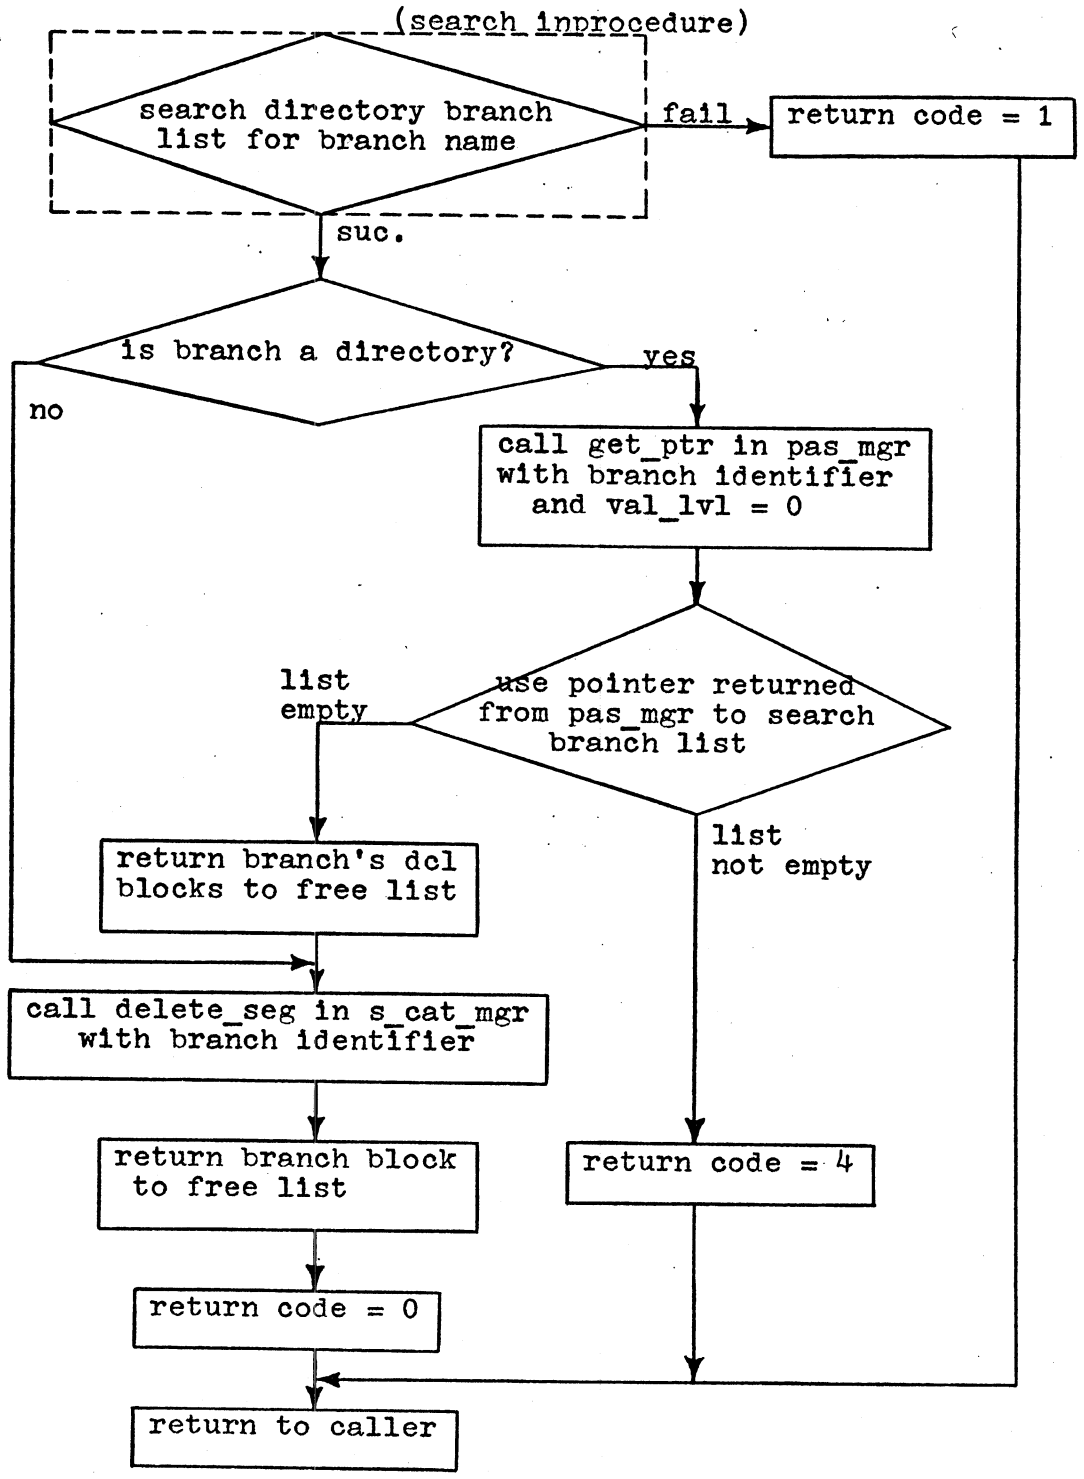 (search inprocedure)
search directory branch
list for branch name
fail
return code = 1
suc.
is branch a directory?
yes
no
call get_ptr in pas_mgr
with branch identifier
and val_lvl = 0
use pointer returned
from pas_mgr to search
branch list
list
empty
list
not empty
return branch's dcl
blocks to free list
call delete_seg in s_cat_mgr
with branch identifier
return branch block
to free list
return code = 4
return code = 0
return to caller